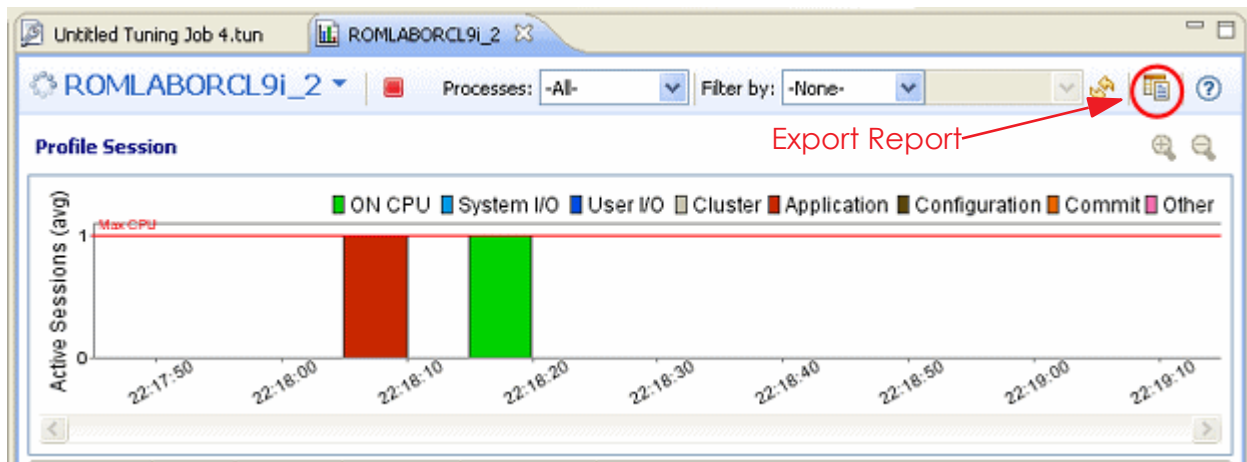 Untitled Tuning Job 4.tun ROMLABORCL9i_2
ROMLABORCL9i_2 Processes: -All- Filter by: -None-
Export Report
Profile Session
ON CPU System I/O User I/O Cluster Application Configuration Commit Other
Max CPU
Active Sessions (avg)
1
0
22:17:50 22:18:00 22:18:10 22:18:20 22:18:30 22:18:40 22:18:50 22:19:00 22:19:10